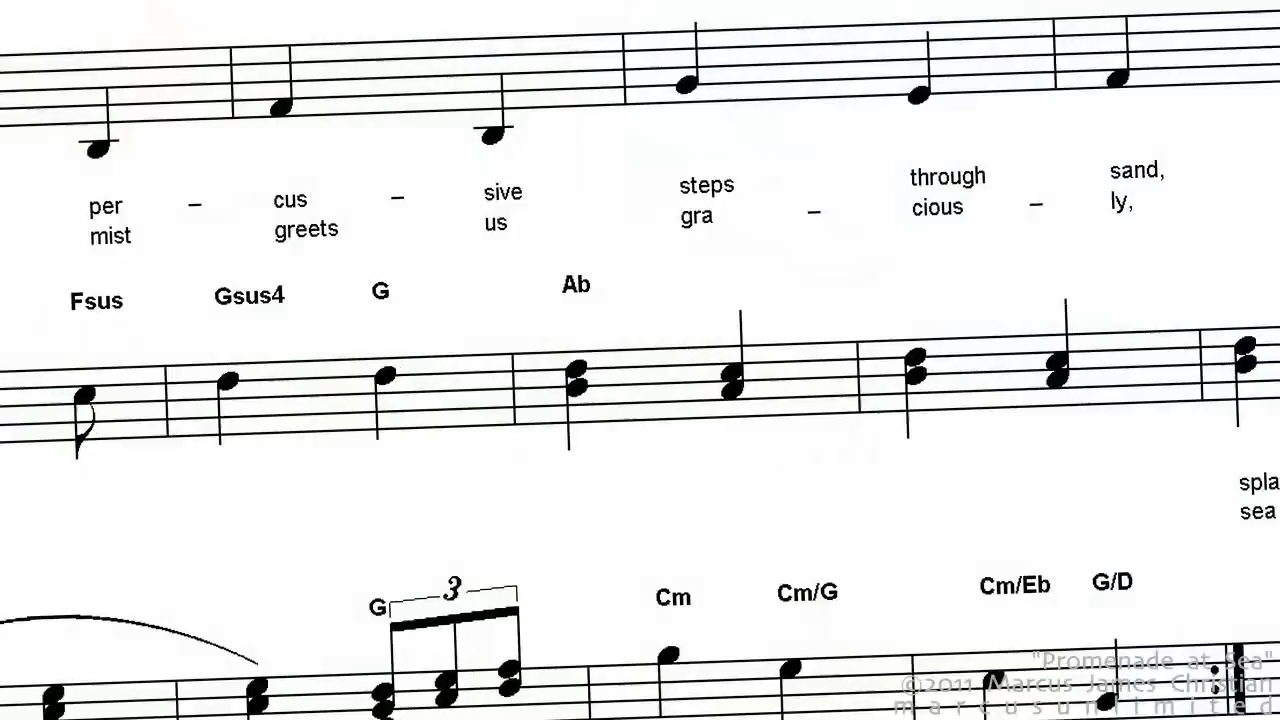 per – cus – sive steps through sand,
mist greets us gra – cious – ly,
Fsus Gsus4 G Ab
spla
sea
3
G Cm Cm/G Cm/Eb G/D
"Promenade at Sea"
©2011 Marcus James Christian
marcusunlimited